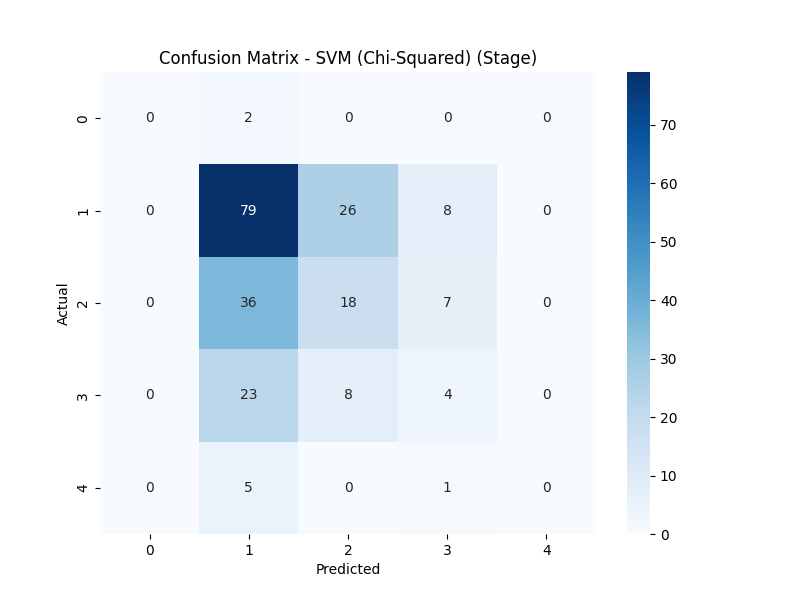 Confusion Matrix - SVM (Chi-Squared) (Stage)
Actual
0 0 2 0 0 0
1 0 79 26 8 0
2 0 36 18 7 0
3 0 23 8 4 0
4 0 5 0 1 0
0 1 2 3 4
Predicted
70
60
50
40
30
20
10
0